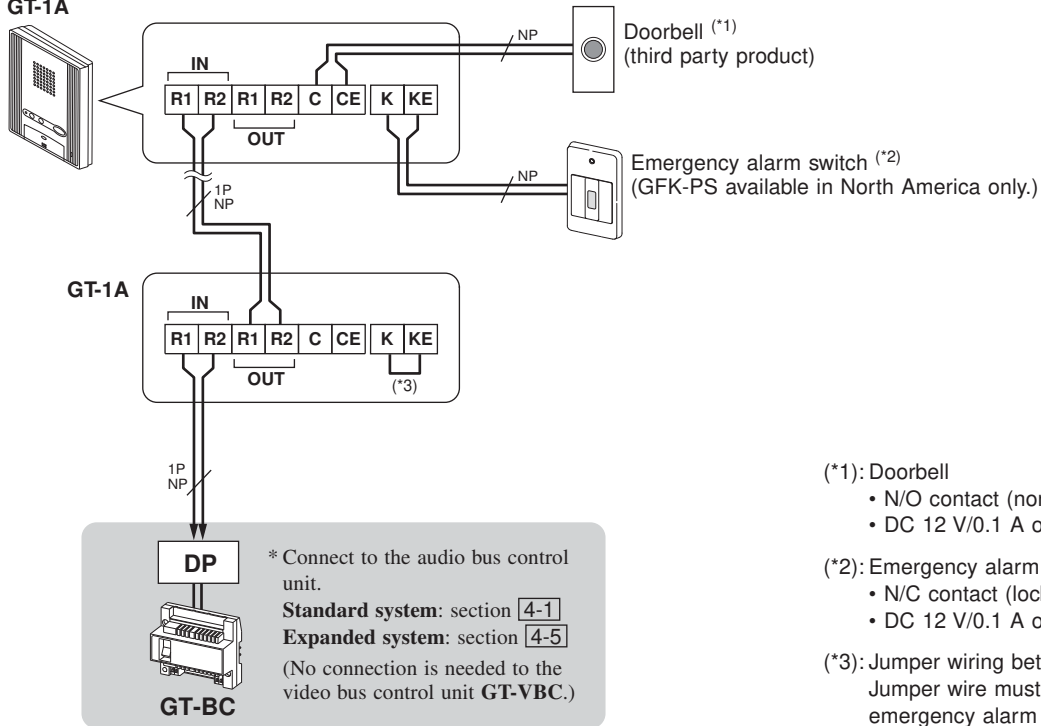 GT-1A
IN
R1 R2 R1 R2 C CE K KE
OUT
NP
Doorbell (*1)
(third party product)
NP
Emergency alarm switch (*2)
(GFK-PS available in North America only.)
1P
NP
GT-1A
IN
R1 R2 R1 R2 C CE K KE
OUT
(*3)
1P
NP
DP
GT-BC
* Connect to the audio bus control
unit.
Standard system: section 4-1
Expanded system: section 4-5
(No connection is needed to the
video bus control unit GT-VBC.)
(*1): Doorbell
• N/O contact
• DC 12 V/0.1 A
(*2): Emergency alarm
• N/C contact
• DC 12 V/0.1 A
(*3): Jumper wiring
Jumper wire must
emergency alarm